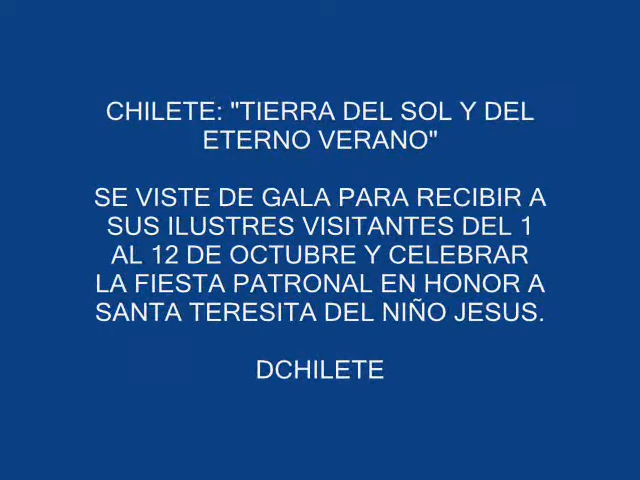 CHILETE: "TIERRA DEL SOL Y DEL
ETERNO VERANO"
SE VISTE DE GALA PARA RECIBIR A
SUS ILUSTRES VISITANTES DEL 1
AL 12 DE OCTUBRE Y CELEBRAR
LA FIESTA PATRONAL EN HONOR A
SANTA TERESITA DEL NIÑO JESUS.
DCHILETE